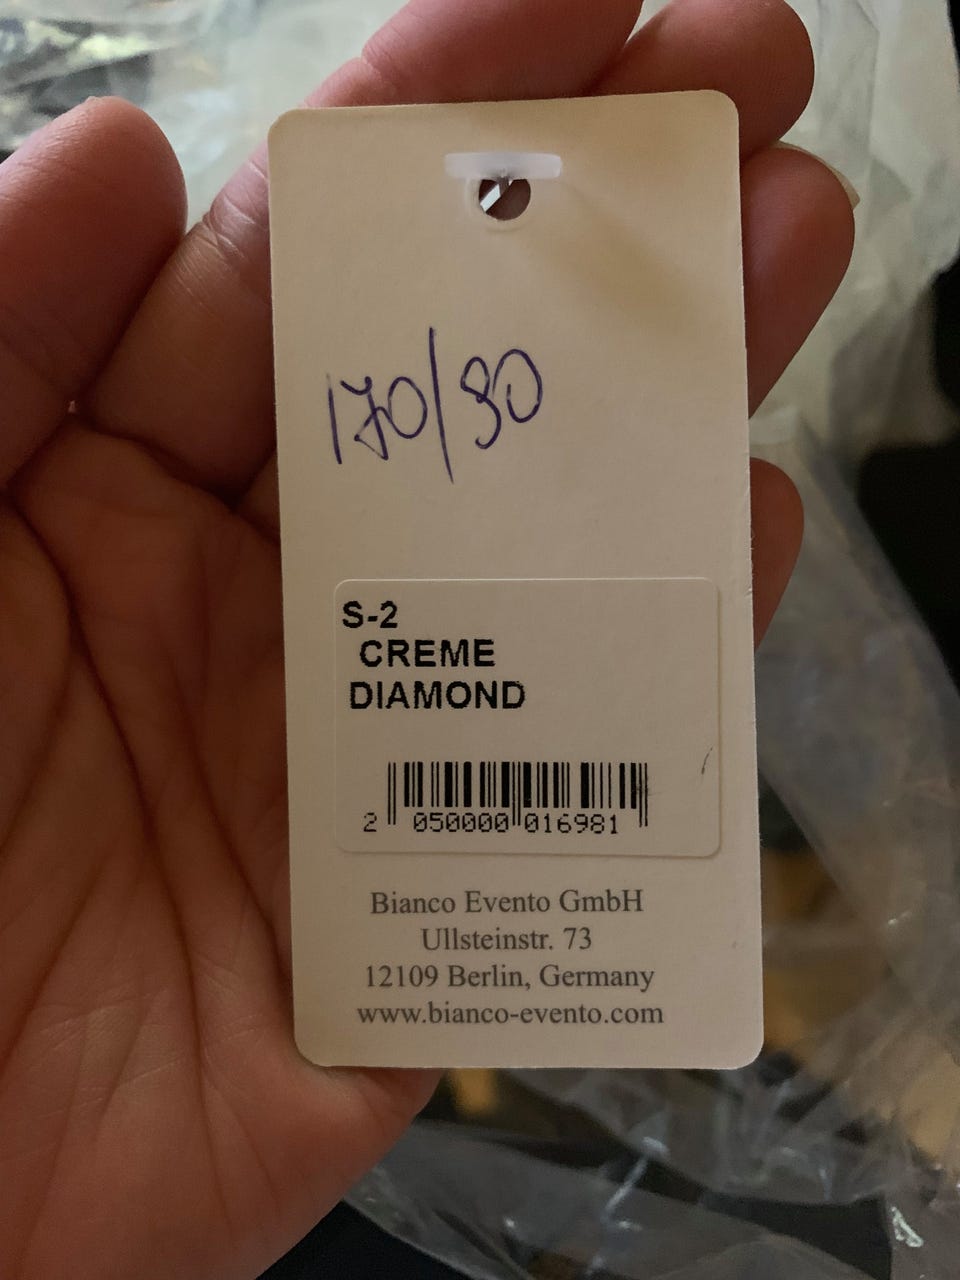 170/90
S-2
CREME
DIAMOND
2 050000 016981
Bianco Evento GmbH
Ullsteinstr. 73
12109 Berlin, Germany
www.bianco-evento.com